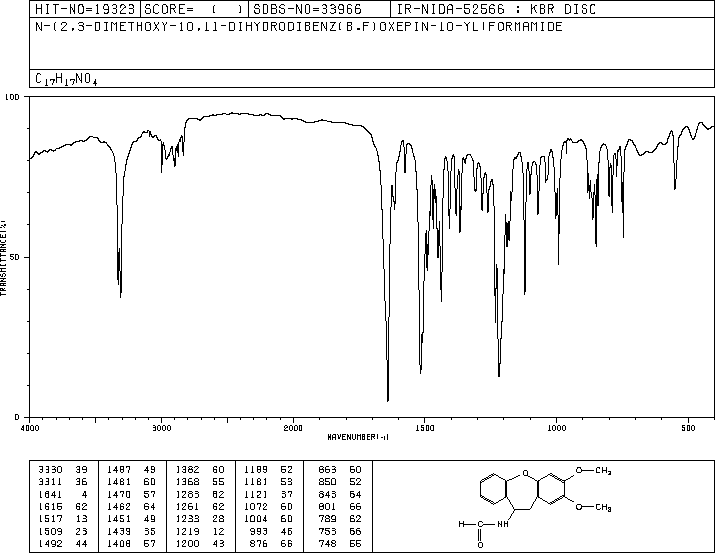 HIT-NO=19323 SCORE= ( ) SDBS-NO=33966 IR-NIDA-52566 : KBR DISC
N-(2,3-DIMETHOXY-10,11-DIHYDRODIBENZ(B,F)OXEPIN-10-YL)FORMAMIDE
C17H17NO4
100
50
0
TRANSMITTANCE(%)
4000 3000 2000 1500 1000 500
WAVENUMBER(-1)
3330 39 1487 49 1382 60 1189 52 863 60
3311 36 1481 60 1368 55 1181 53 850 52
1641 4 1470 57 1283 62 1121 37 843 64
1615 62 1462 64 1261 62 1072 60 801 66
1517 13 1451 49 1233 28 1004 60 789 62
1509 23 1439 35 1219 12 993 46 753 66
1492 44 1408 57 1200 43 876 66 748 55
O O—CH3
O—CH3
H—C—NH
O